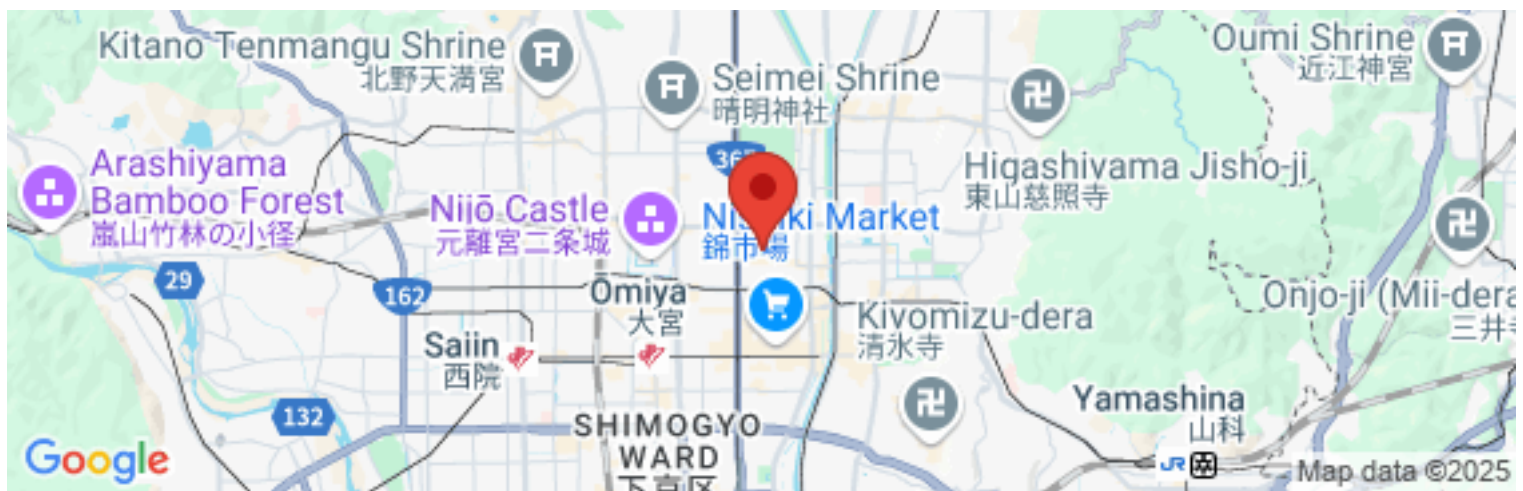 Kitano Tenmangu Shrine
北野天満宮
Seimei Shrine
晴明神社
Oumi Shrine
近江神宮
Arashiyama
Bamboo Forest
嵐山竹林の小径
Nijō Castle
元離宮二条城
Higashiyama Jisho-ji
東山慈照寺
Market
錦市場
29
162
Omiya
大宮
Kiyomizu-dera
清水寺
Onjo-ji (Mii-dera
三井
Saiin
西院
132
SHIMOGYO
WARD
下京区
Yamashina
山科
JR
Google
Map data ©2025